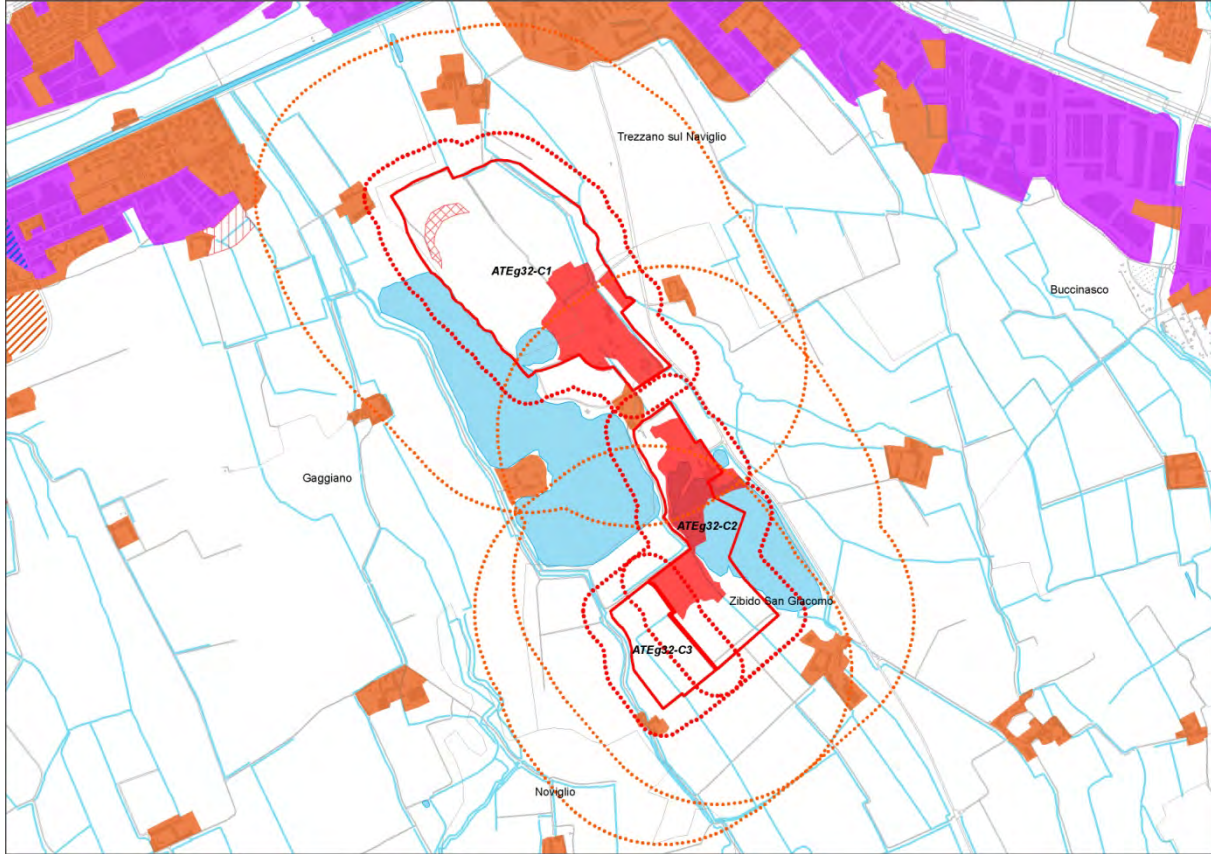 Trezzano sul Naviglio
ATEg32-C1
Buccinasco
Gaggiano
ATEg32-C2
Zibido San Giacomo
ATEg32-C3
Noviglio